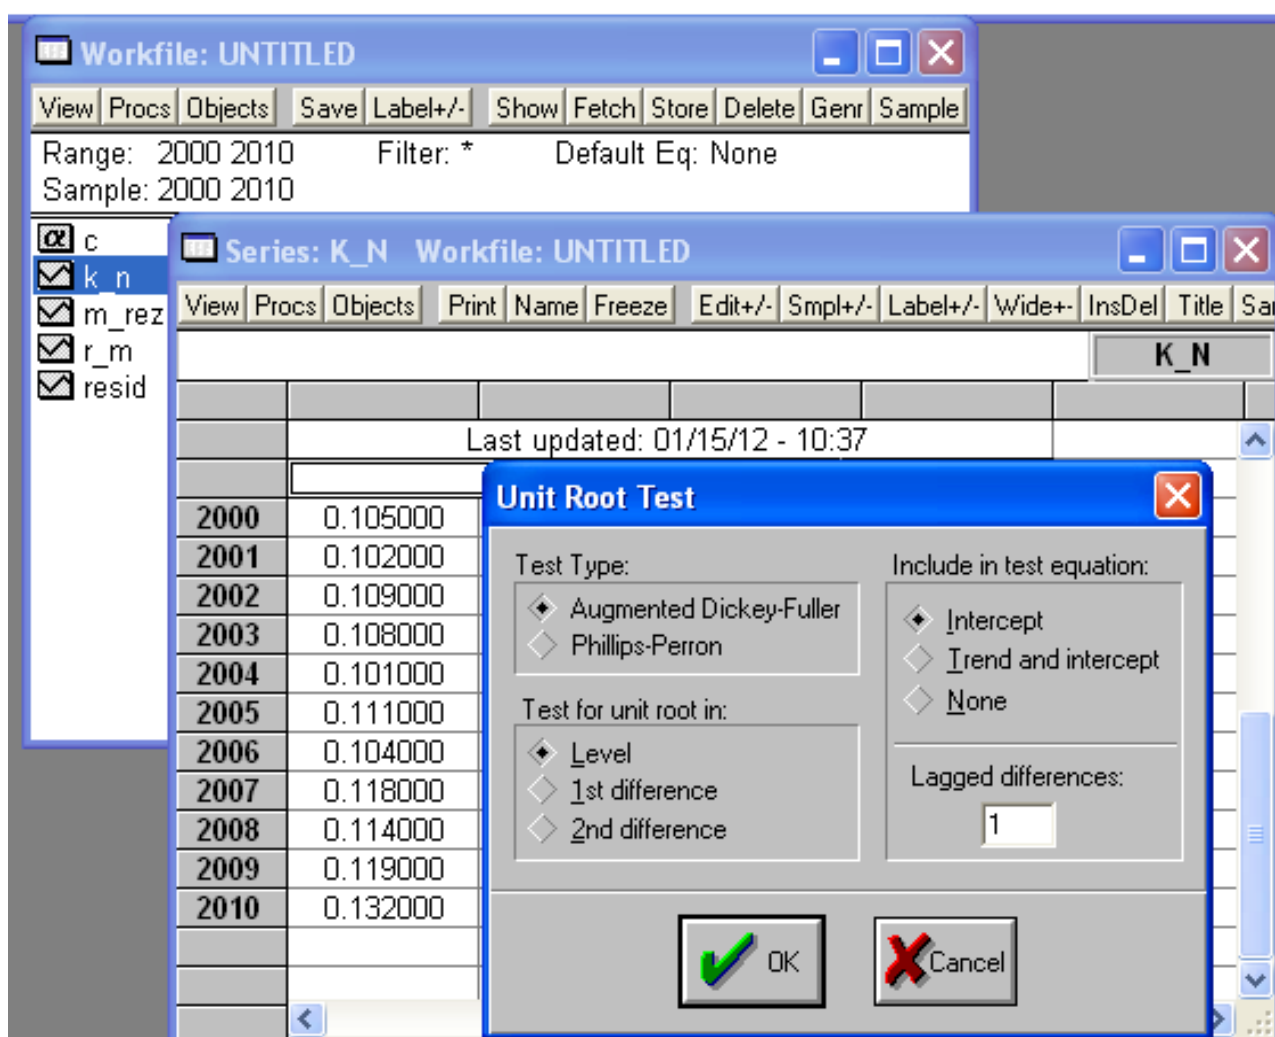 Workfile: UNTITLED
View Procs Objects Save Label+/- Show Fetch Store Delete Genr Sample
Range: 2000 2010 Filter: * Default Eq: None
Sample: 2000 2010
α c
k_n
m_rez
r_m
resid
Series: K_N Workfile: UNTITLED
View Procs Objects Print Name Freeze Edit+/- Smpl+/- Label+/- Wide+- InsDel Title Sa
K_N
Last updated: 01/15/12 - 10:37
2000 0.105000
2001 0.102000
2002 0.109000
2003 0.108000
2004 0.101000
2005 0.111000
2006 0.104000
2007 0.118000
2008 0.114000
2009 0.119000
2010 0.132000
Unit Root Test
Test Type:
Augmented Dickey-Fuller
Phillips-Perron
Test for unit root in:
Level
1st difference
2nd difference
Include in test equation:
Intercept
Trend and intercept
None
Lagged differences:
1
OK
Cancel